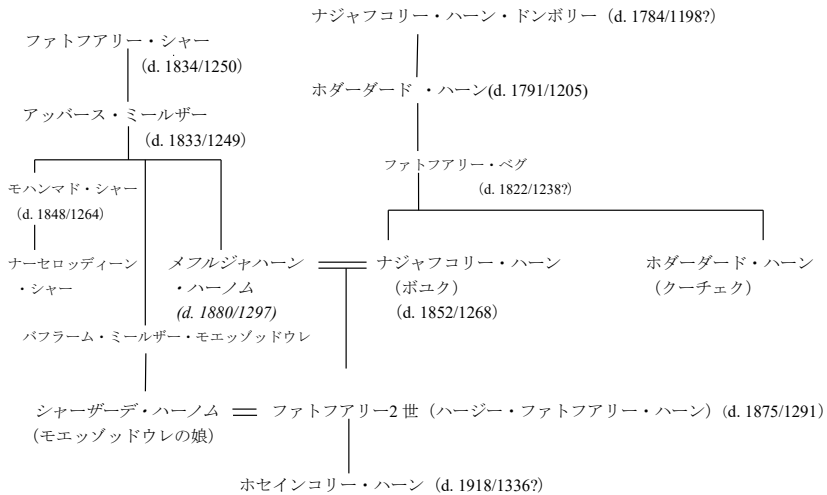 ナジャフコリー・ハーン・ドンボリー (d. 1784/1198?)
ファトフアリー・シャー
(d. 1834/1250)
ホダーダード ・ハーン(d. 1791/1205)
アッバース・ミールザー
(d. 1833/1249)
ファトフアリー・ベグ
(d. 1822/1238?)
モハンマド・シャー
(d. 1848/1264)
ナーセロッディーン
・シャー
メフルジャハーン
・ハーノム
(d. 1880/1297)
ナジャフコリー・ハーン
(ボユク)
(d. 1852/1268)
ホダーダード・ハーン
(クーチェク)
バフラーム・ミールザー・モエッゾッドウレ
シャーザーデ・ハーノム
(モエッゾッドウレの娘)
ファトフアリー2 世(ハージー・ファトフアリー・ハーン)(d. 1875/1291)
ホセインコリー・ハーン (d. 1918/1336?)